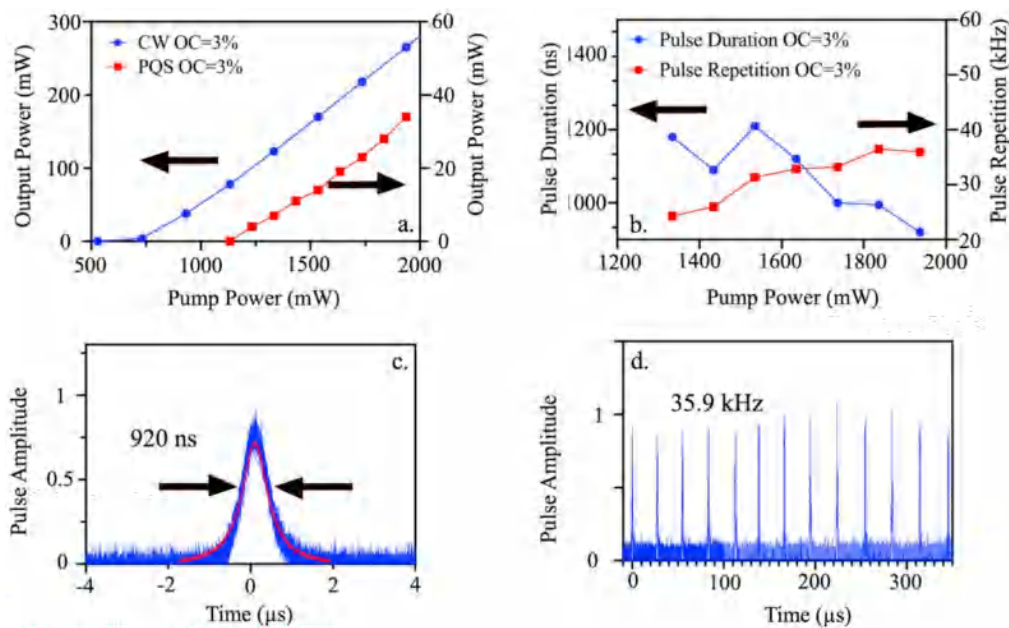 300
200
100
0
Output Power (mW)
CW OC=3%
PQS OC=3%
60
40
20
0
Output Power (mW)
a.
500
1000
1500
2000
Pump Power (mW)
1400
1200
1000
Pulse Duration (ns)
Pulse Duration OC=3%
Pulse Repetition OC=3%
60
50
40
30
20
Pulse Repetition (kHz)
b.
1200
1400
1600
1800
2000
Pump Power (mW)
c.
1
0.5
0
Pulse Amplitude
920 ns
-4
-2
0
2
4
Time (µs)
d.
1
0
Pulse Amplitude
35.9 kHz
0
100
200
300
Time (µs)